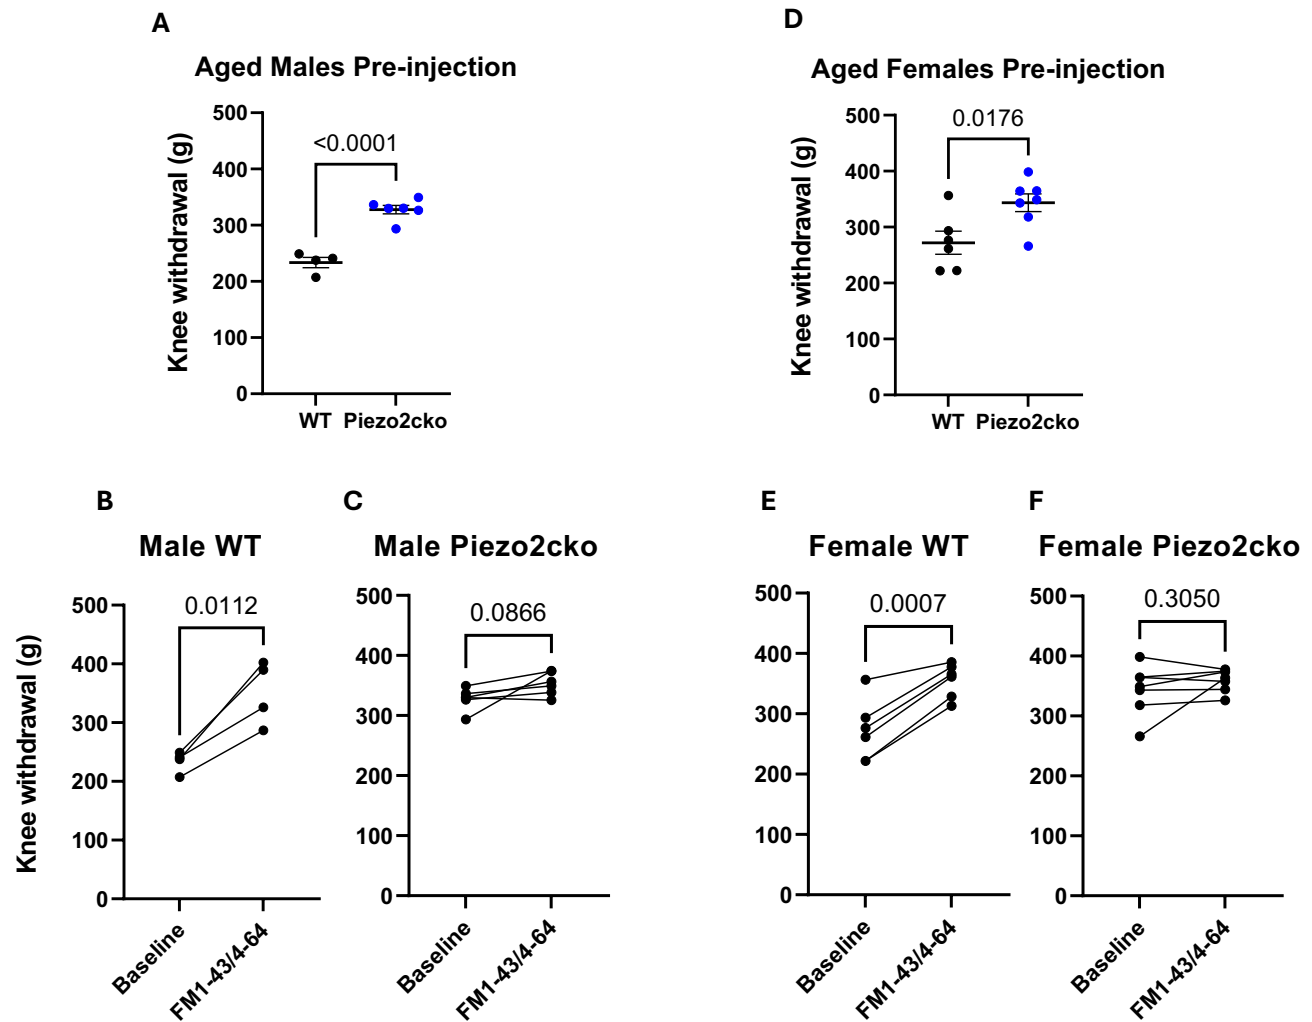 A
Aged Males Pre-injection
<0.0001
Knee withdrawal (g)
500
400
300
200
100
0
WT Piezo2cko
D
Aged Females Pre-injection
0.0176
Knee withdrawal (g)
500
400
300
200
100
0
WT Piezo2cko
B
Male WT
0.0112
Knee withdrawal (g)
500
400
300
200
100
0
Baseline
FM1-43/4-64
C
Male Piezo2cko
0.0866
500
400
300
200
100
0
Baseline
FM1-43/4-64
E
Female WT
0.0007
500
400
300
200
100
0
Baseline
FM1-43/4-64
F
Female Piezo2cko
0.3050
500
400
300
200
100
0
Baseline
FM1-43/4-64